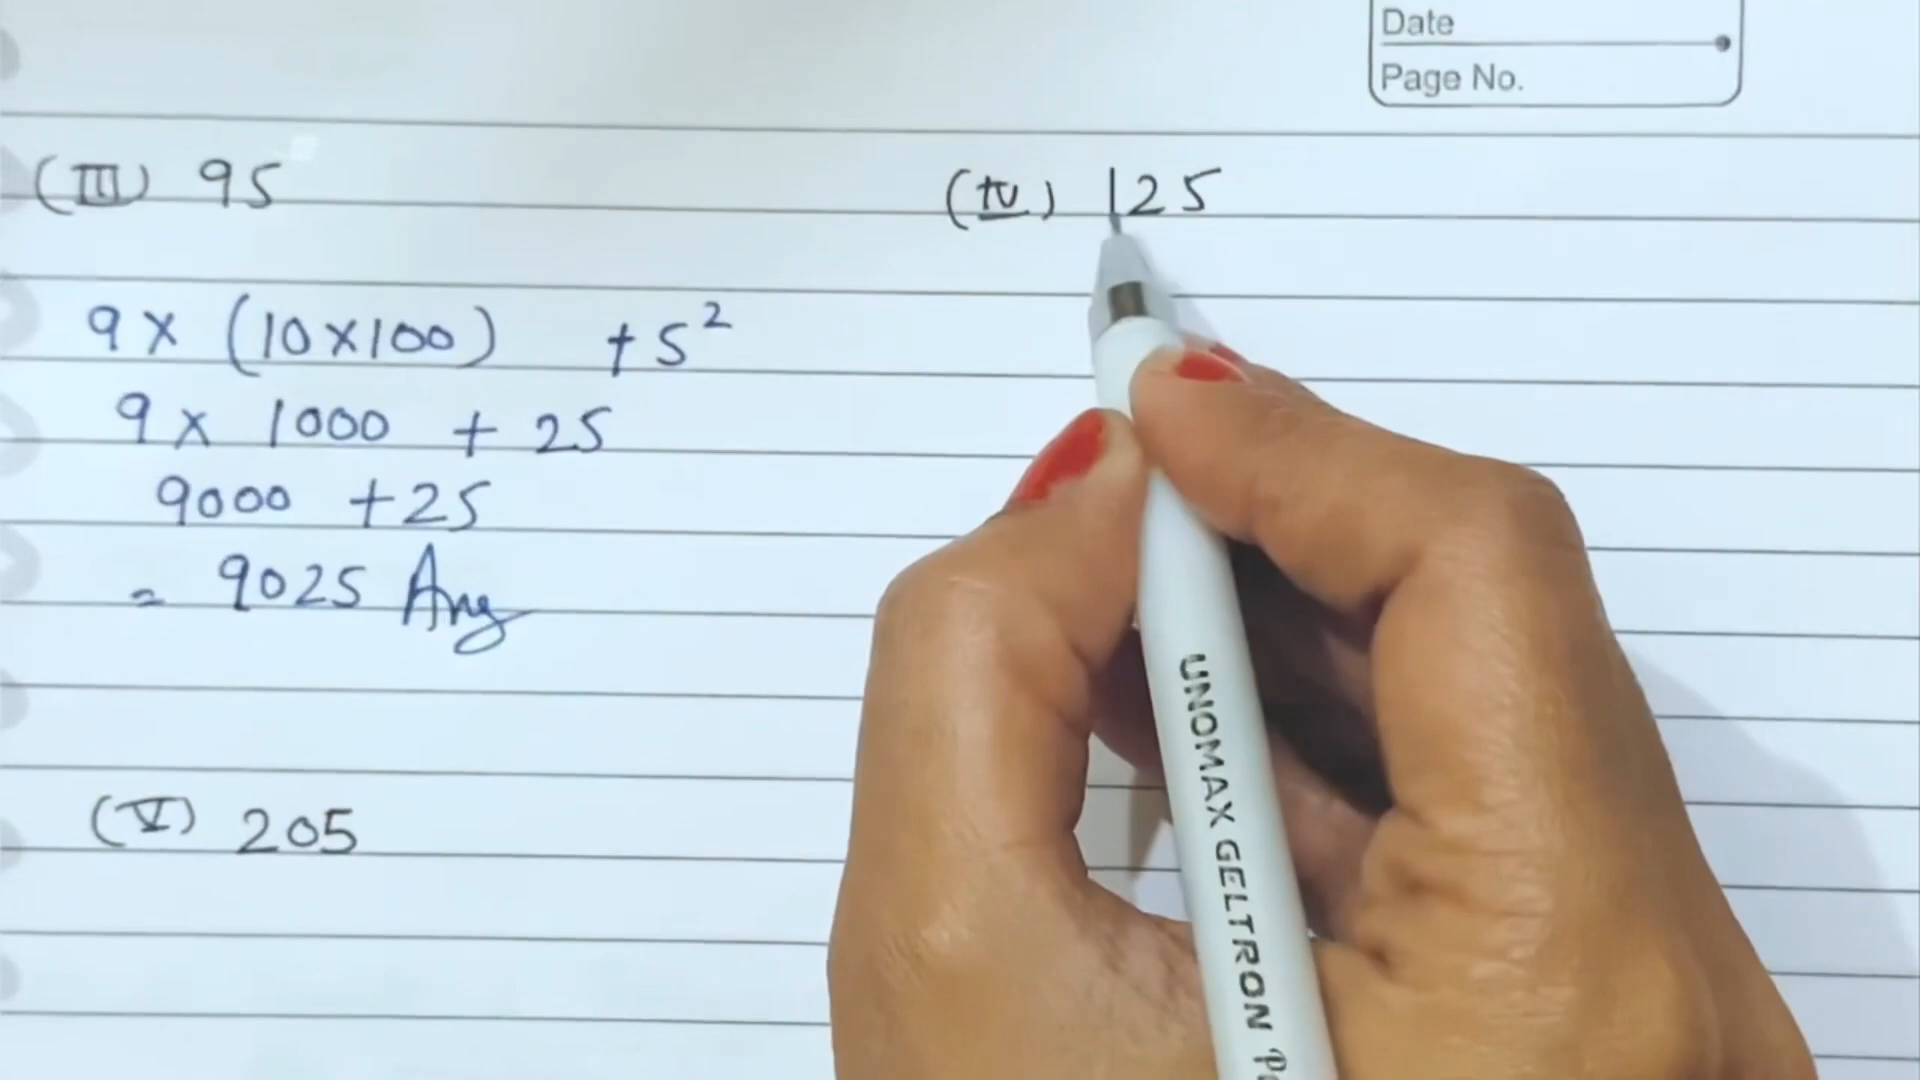 Date
Page No.
(III) 95
9 × (10×100) + 5²
9 × 1000 + 25
9000 + 25
= 9025 Ans
(IV) 125
(V) 205
UNOMAX GELTRON